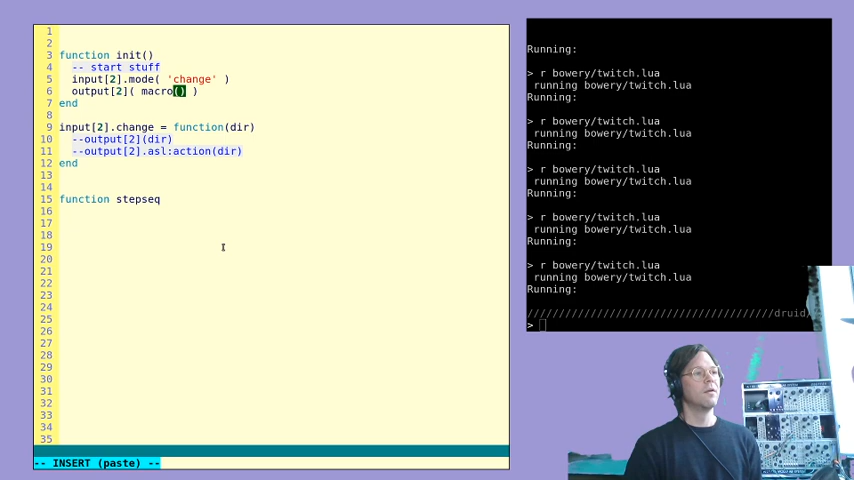 1
2
3 function init()
4 -- start stuff
5 input[2].mode( 'change' )
6 output[2]( macro() )
7 end
8
9 input[2].change = function(dir)
10 --output[2](dir)
11 --output[2].asl:action(dir)
12 end
13
14
15 function stepseq
16
17
18
19
20
21
22
23
24
25
26
27
28
29
30
31
32
33
34
35
-- INSERT (paste) --
Running:
> r bowery/twitch.lua
running bowery/twitch.lua
Running:
> r bowery/twitch.lua
running bowery/twitch.lua
Running:
> r bowery/twitch.lua
running bowery/twitch.lua
Running:
> r bowery/twitch.lua
running bowery/twitch.lua
Running:
> r bowery/twitch.lua
running bowery/twitch.lua
Running:
////////////////////////////////////////druid/
>